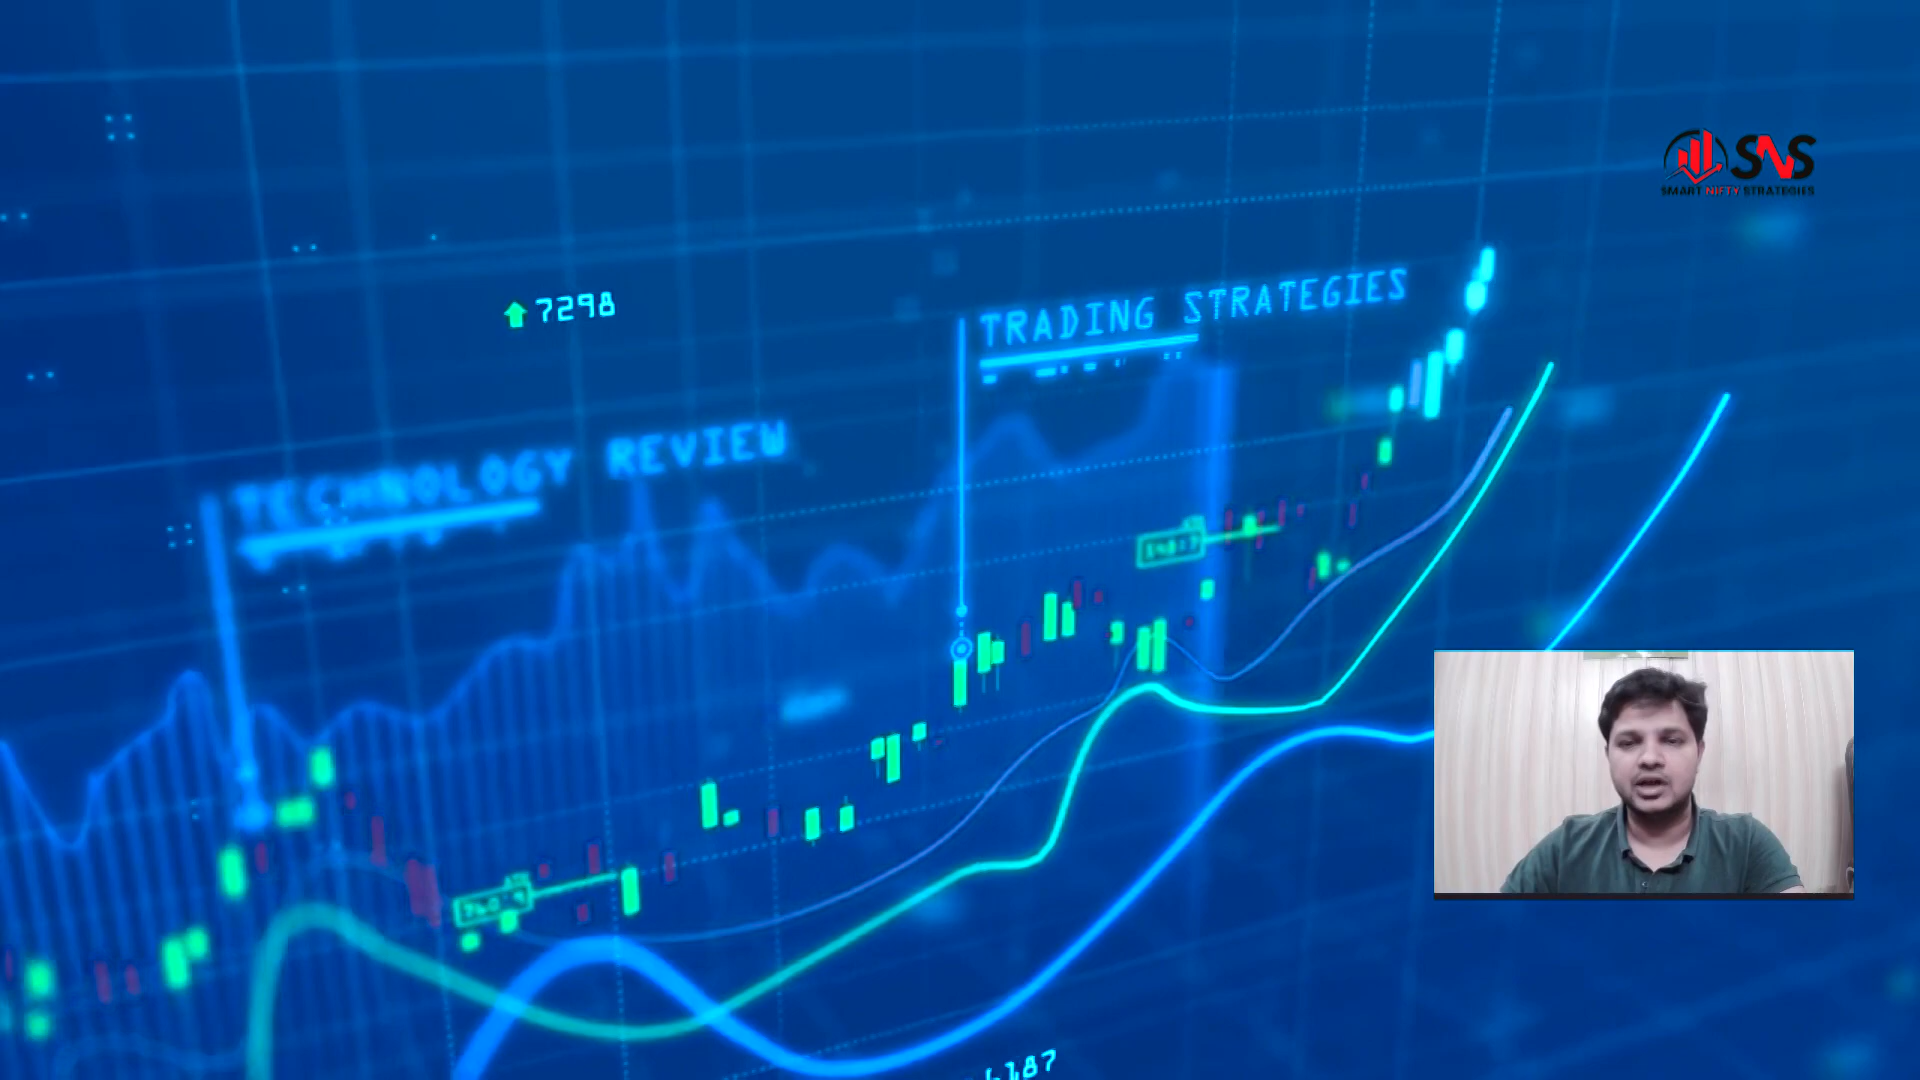 SNS
SMART NIFTY STRATEGIES
7298
TRADING STRATEGIES
TECHNOLOGY REVIEW